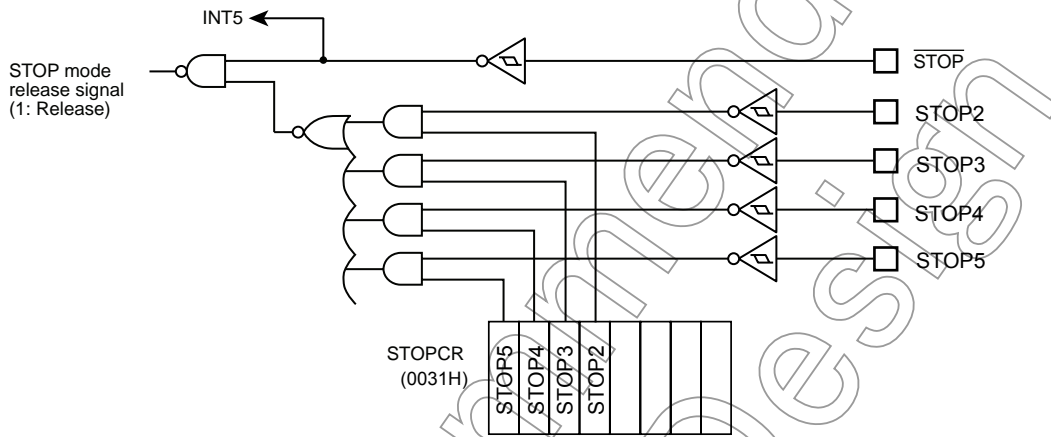 INT5
STOP mode
release signal
(1: Release)
STOP
STOP2
STOP3
STOP4
STOP5
STOPCR
(0031H)
STOP5
STOP4
STOP3
STOP2